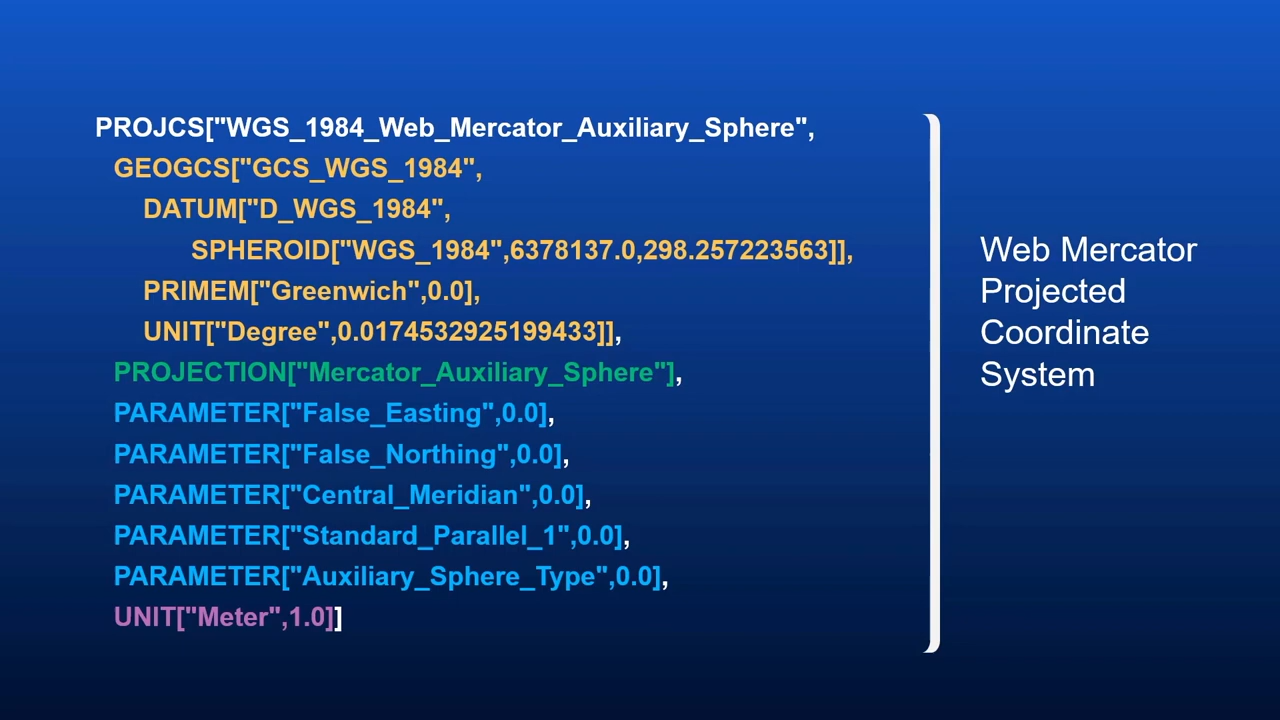 PROJCS["WGS_1984_Web_Mercator_Auxiliary_Sphere",
GEOGCS["GCS_WGS_1984",
DATUM["D_WGS_1984",
SPHEROID["WGS_1984",6378137.0,298.257223563]],
PRIMEM["Greenwich",0.0],
UNIT["Degree",0.0174532925199433]],
PROJECTION["Mercator_Auxiliary_Sphere"],
PARAMETER["False_Easting",0.0],
PARAMETER["False_Northing",0.0],
PARAMETER["Central_Meridian",0.0],
PARAMETER["Standard_Parallel_1",0.0],
PARAMETER["Auxiliary_Sphere_Type",0.0],
UNIT["Meter",1.0]]
Web Mercator
Projected
Coordinate
System